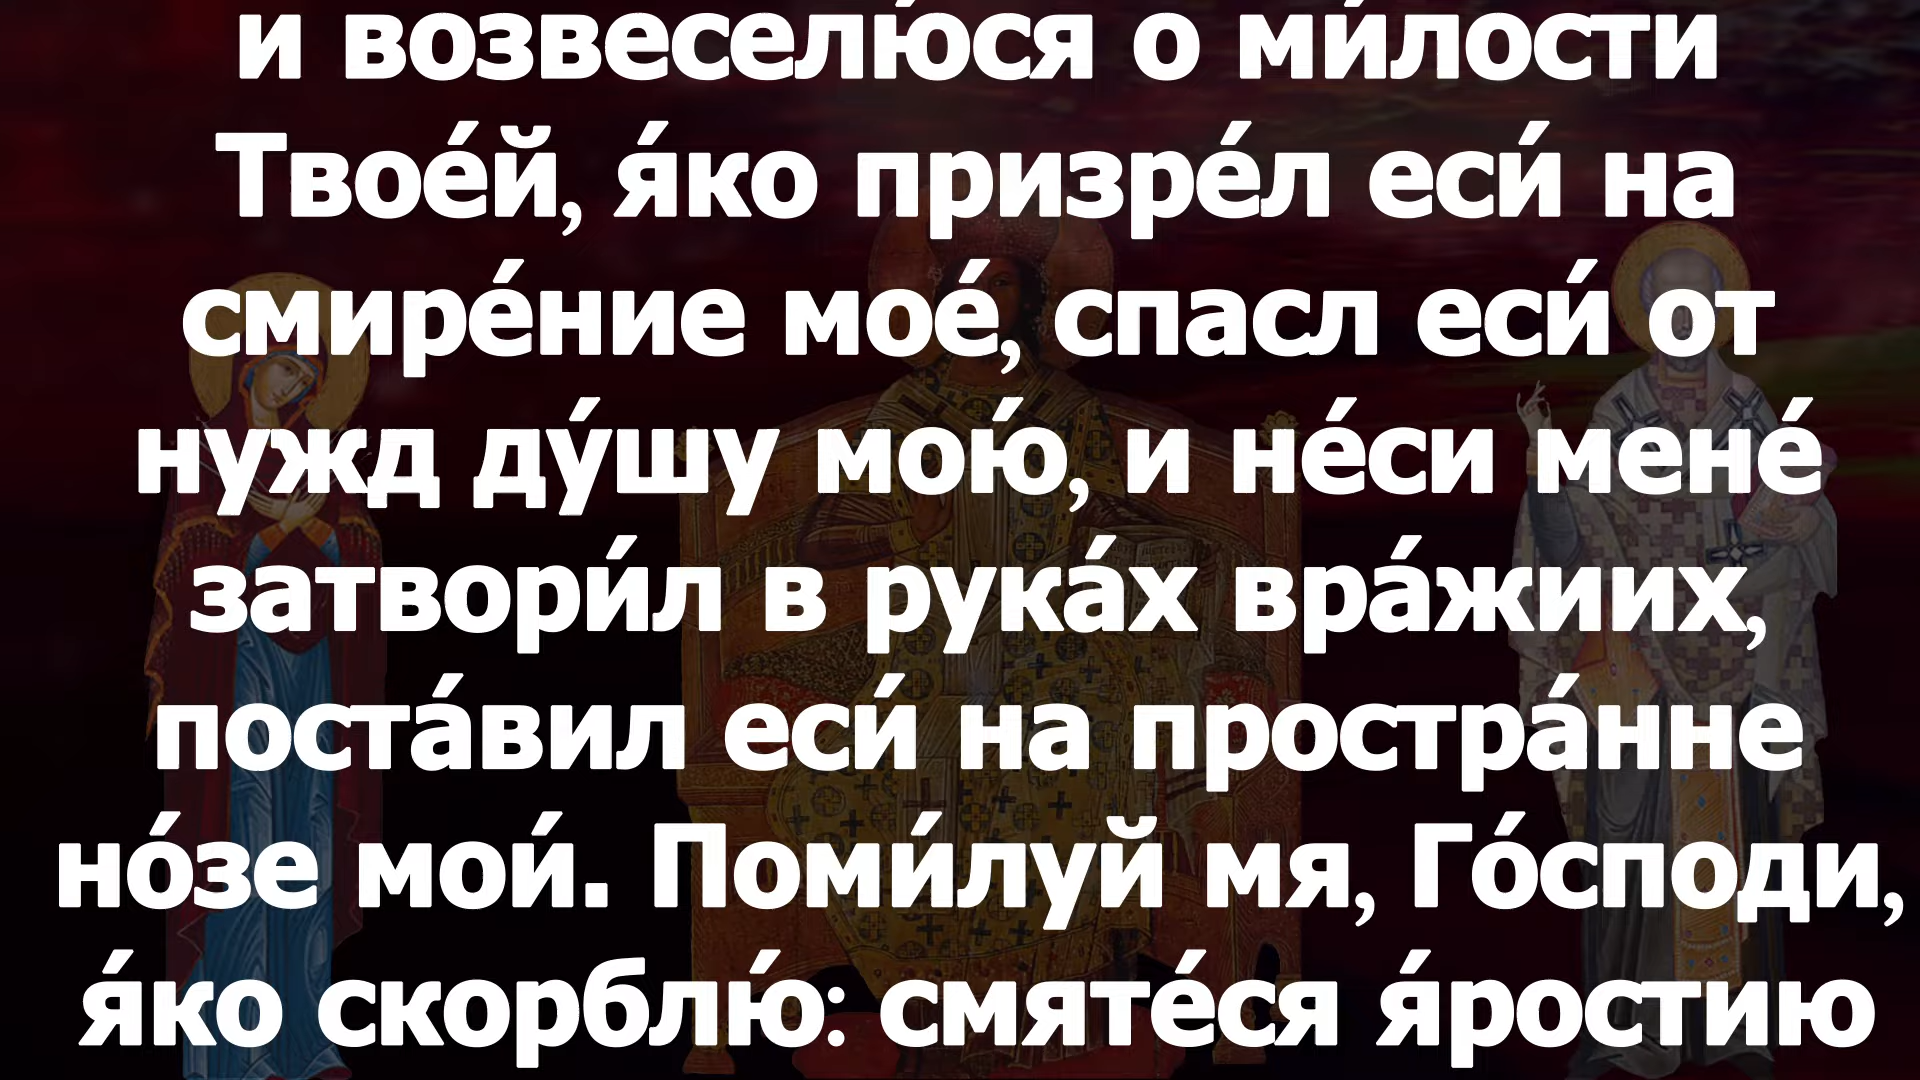 и возвеселю́ся о ми́лости
Твое́й, я́ко призре́л еси́ на
смире́ние мое́, спасл еси́ от
нужд ду́шу мою́, и не́си мене́
затвори́л в рука́х вра́жиих,
поста́вил еси́ на простра́нне
но́зе мои́. Поми́луй мя, Го́споди,
я́ко скорблю́: смяте́ся я́ростию